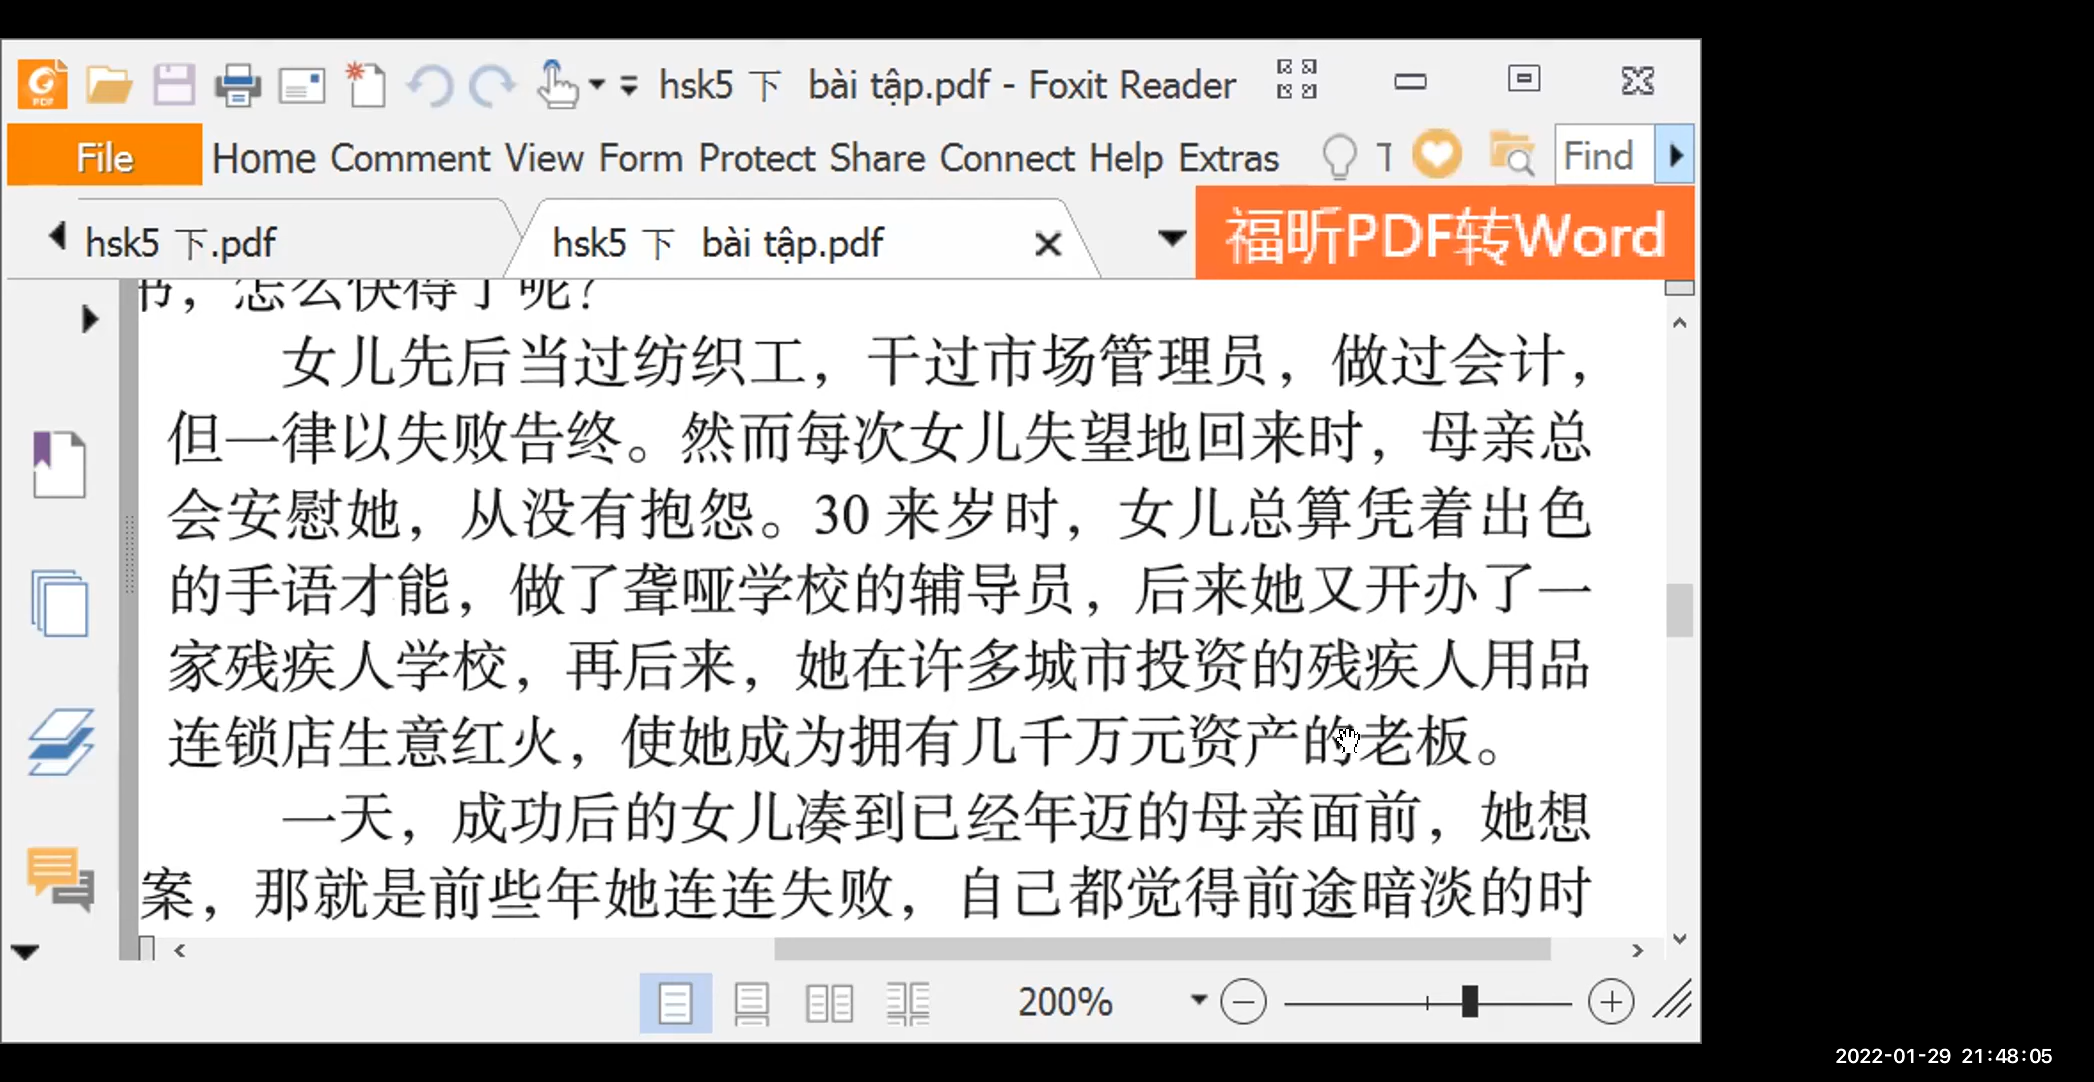 hsk5 下 bài tập.pdf - Foxit Reader
File Home Comment View Form Protect Share Connect Help Extras T Find
hsk5 下.pdf hsk5 下 bài tập.pdf 福昕PDF转Word
书，怎么快得了呢？
女儿先后当过纺织工，干过市场管理员，做过会计，
但一律以失败告终。然而每次女儿失望地回来时，母亲总
会安慰她，从没有抱怨。30 来岁时，女儿总算凭着出色
的手语才能，做了聋哑学校的辅导员，后来她又开办了一
家残疾人学校，再后来，她在许多城市投资的残疾人用品
连锁店生意红火，使她成为拥有几千万元资产的老板。
一天，成功后的女儿凑到已经年迈的母亲面前，她想
案，那就是前些年她连连失败，自己都觉得前途暗淡的时
200%
2022-01-29 21:48:05